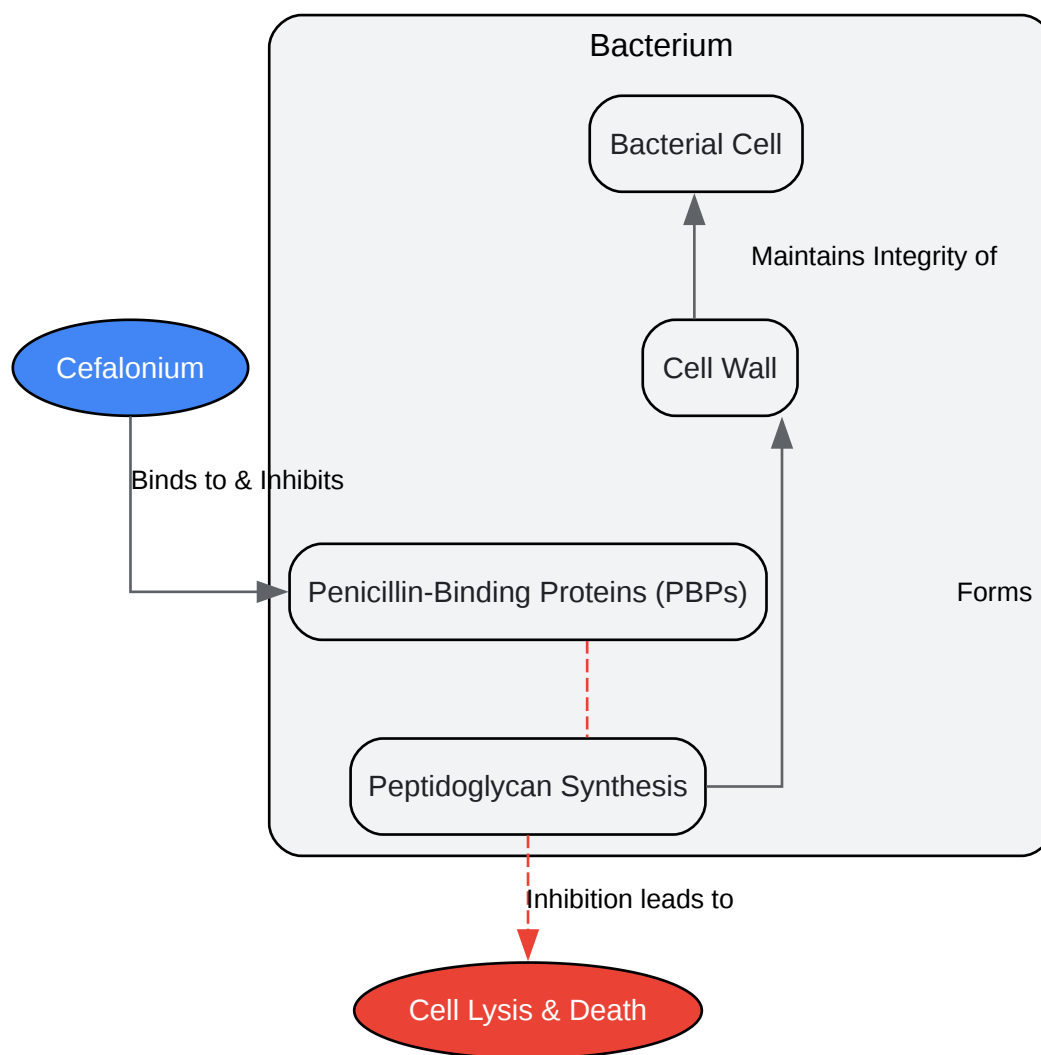 Bacterium
Bacterial Cell
Maintains Integrity of
Cefalonium
Cell Wall
Binds to & Inhibits
Penicillin-Binding Proteins (PBPs)
Forms
Peptidoglycan Synthesis
Inhibition leads to
Cell Lysis & Death